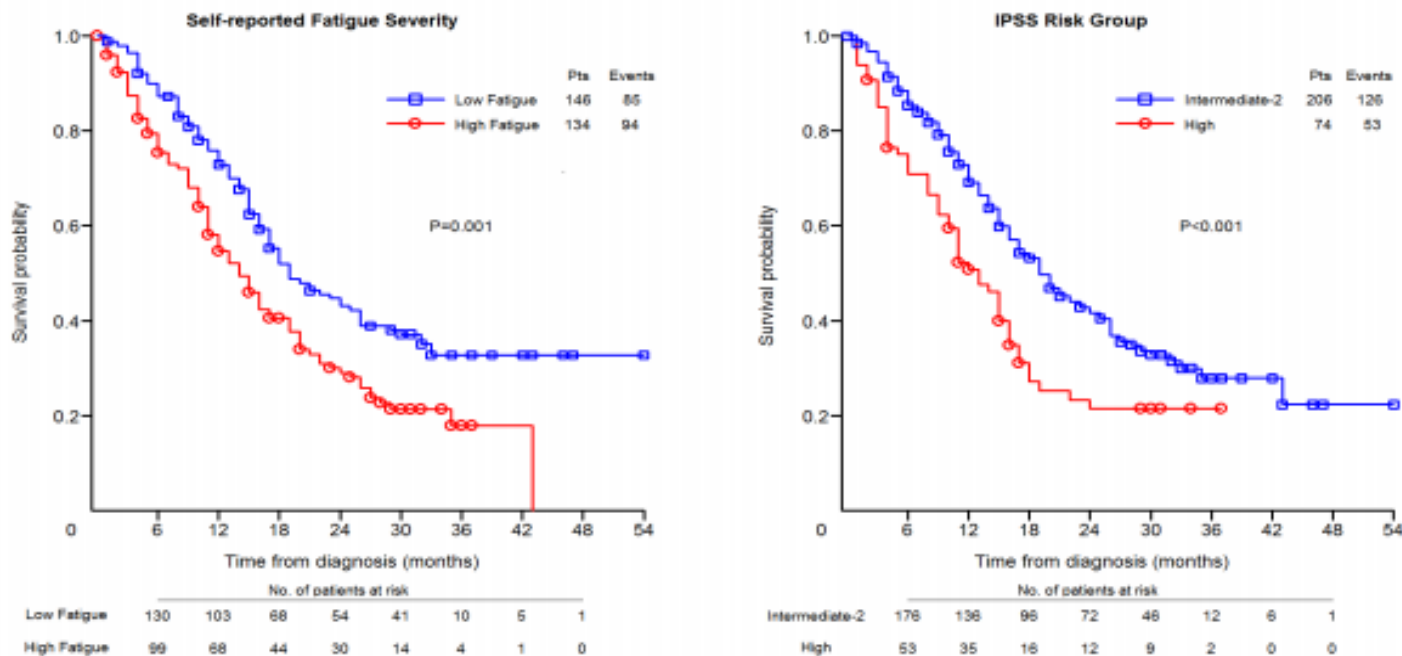 Self-reported Fatigue Severity
Pts Events
Low Fatigue 146 85
High Fatigue 134 94
P=0.001
Survival probability
1.0
0.8
0.6
0.4
0.2
0 6 12 18 24 30 36 42 48 54
Time from diagnosis (months)
No. of patients at risk
Low Fatigue 130 103 68 54 41 10 5 1
High Fatigue 99 68 44 30 14 4 1 0
IPSS Risk Group
Pts Events
Intermediate-2 206 126
High 74 53
P<0.001
Survival probability
1.0
0.8
0.6
0.4
0.2
0 6 12 18 24 30 36 42 48 54
Time from diagnosis (months)
No. of patients at risk
Intermediate-2 176 136 96 72 46 12 6 1
High 53 35 16 12 9 2 0 0